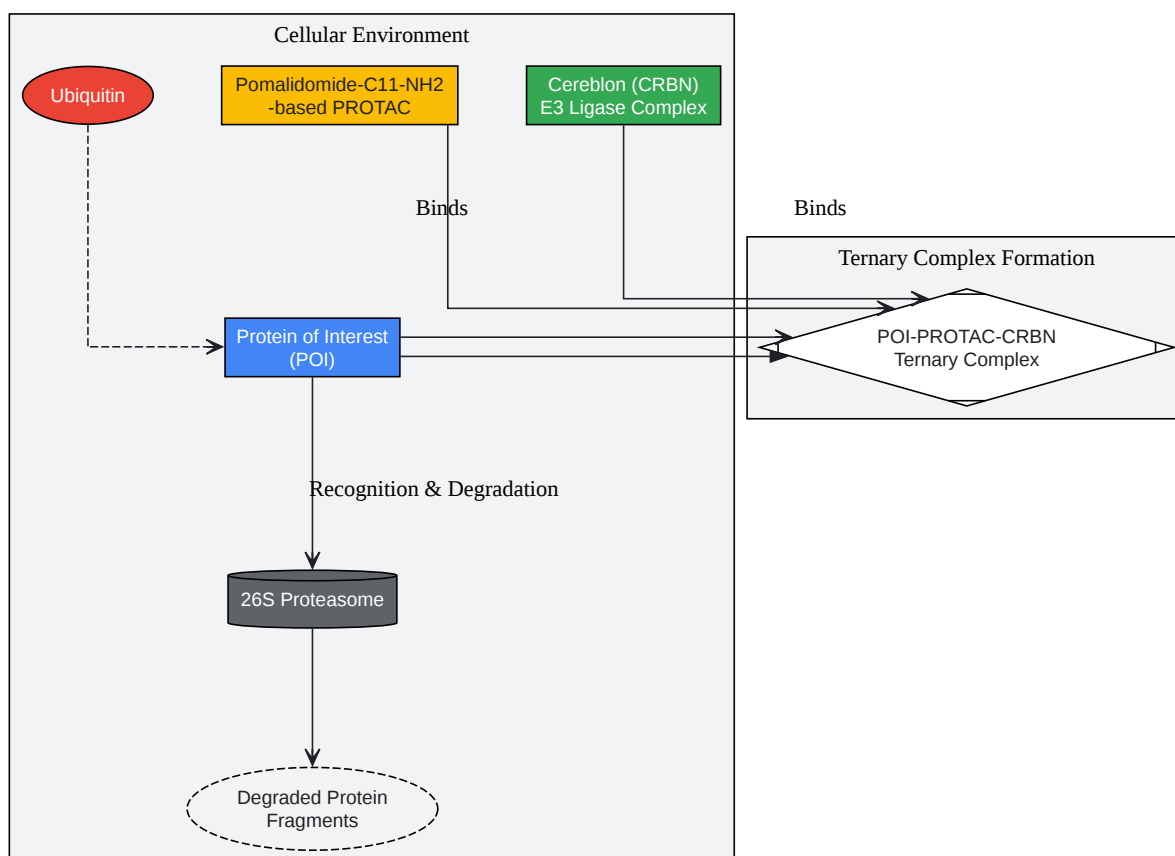 Cellular Environment
Ubiquitin
Pomalidomide-C11-NH2
-based PROTAC
Cereblon (CRBN)
E3 Ligase Complex
Binds
Binds
Ternary Complex Formation
Protein of Interest
(POI)
POI-PROTAC-CRBN
Ternary Complex
Recognition & Degradation
26S Proteasome
Degraded Protein
Fragments